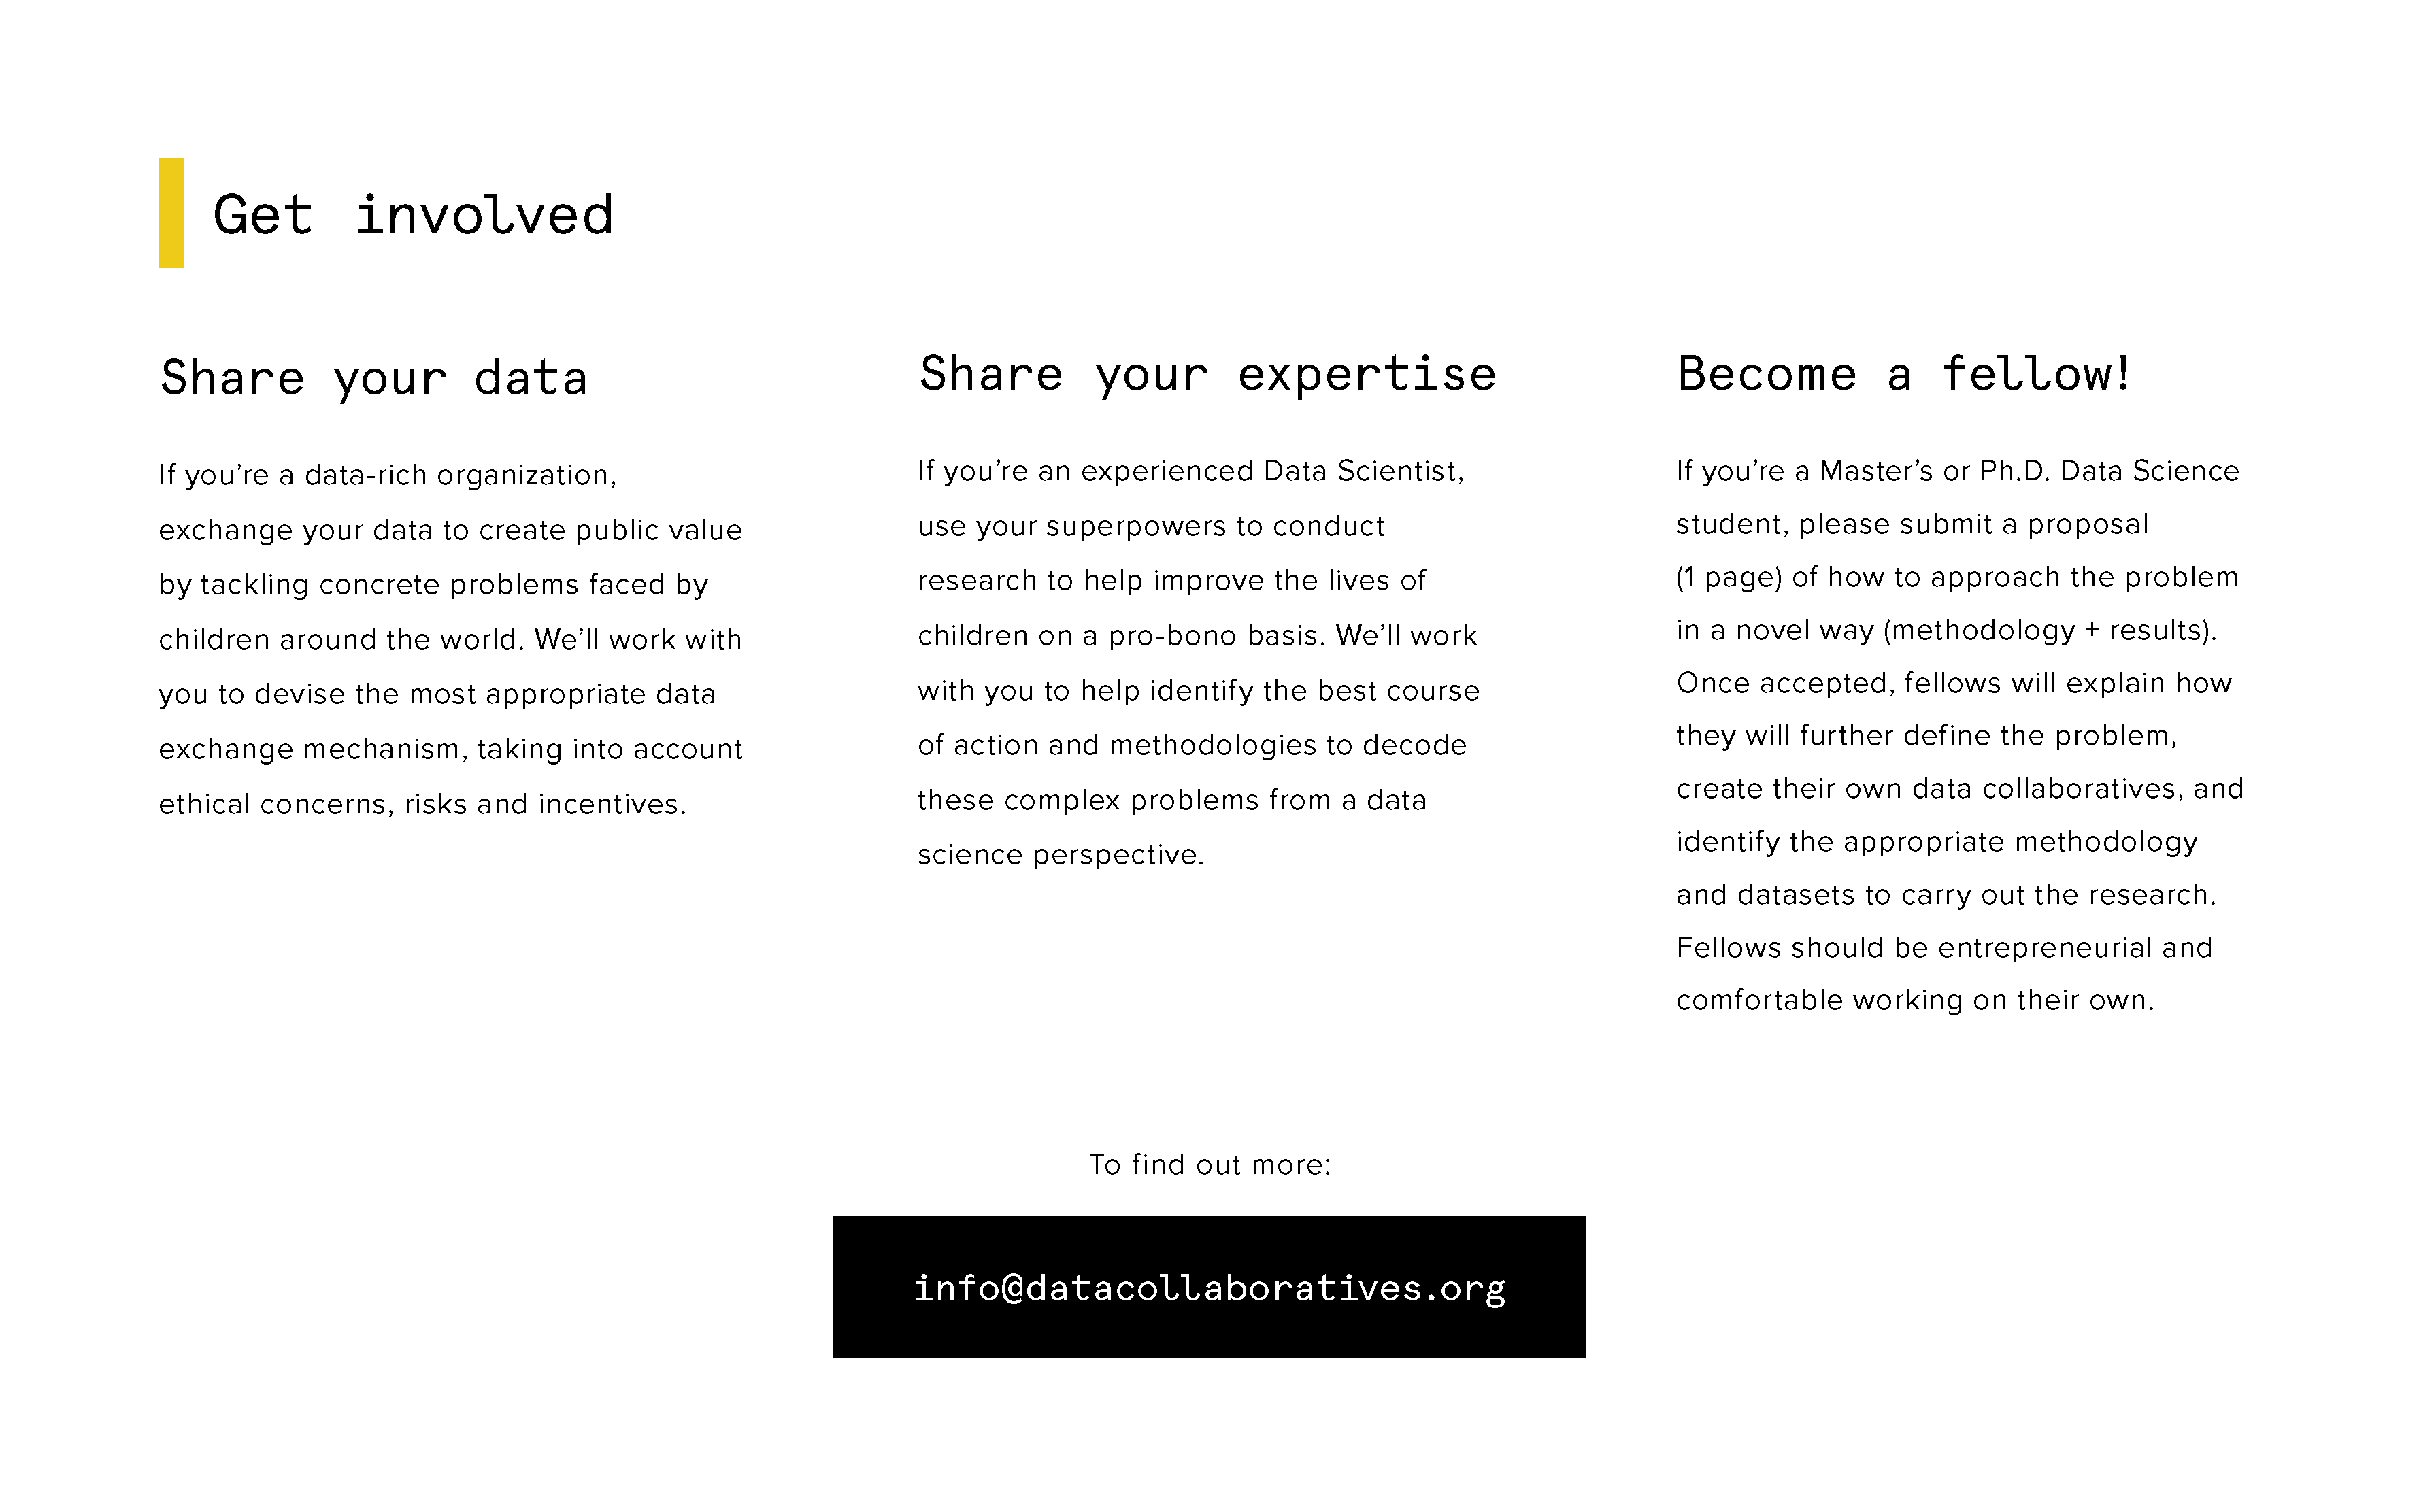 Get involved
Share your data
If you’re a data-rich organization,
exchange your data to create public value
by tackling concrete problems faced by
children around the world. We’ll work with
you to devise the most appropriate data
exchange mechanism, taking into account
ethical concerns, risks and incentives.
Share your expertise
If you’re an experienced Data Scientist,
use your superpowers to conduct
research to help improve the lives of
children on a pro-bono basis. We’ll work
with you to help identify the best course
of action and methodologies to decode
these complex problems from a data
science perspective.
Become a fellow!
If you’re a Master’s or Ph.D. Data Science
student, please submit a proposal
(1 page) of how to approach the problem
in a novel way (methodology + results).
Once accepted, fellows will explain how
they will further define the problem,
create their own data collaboratives, and
identify the appropriate methodology
and datasets to carry out the research.
Fellows should be entrepreneurial and
comfortable working on their own.
To find out more:
info@datacollaboratives.org